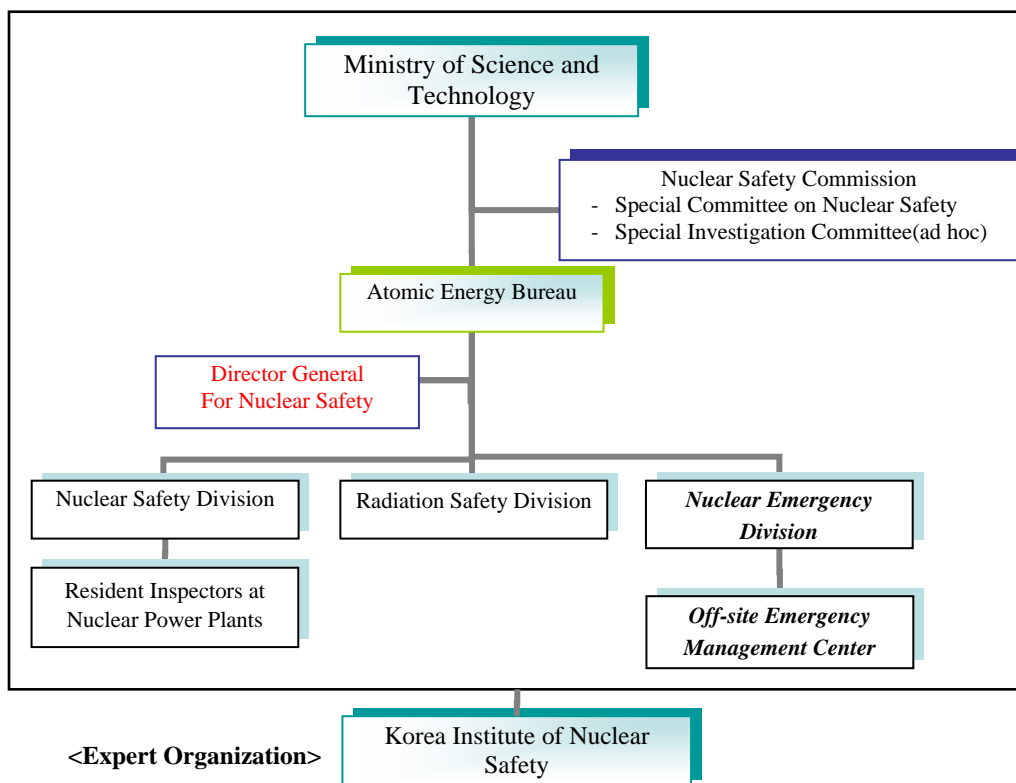 Ministry of Science and
Technology
Nuclear Safety Commission
- Special Committee on Nuclear Safety
- Special Investigation Committee(ad hoc)
Atomic Energy Bureau
Director General
For Nuclear Safety
Nuclear Safety Division
Radiation Safety Division
Nuclear Emergency
Division
Resident Inspectors at
Nuclear Power Plants
Off-site Emergency
Management Center
<Expert Organization>
Korea Institute of Nuclear
Safety